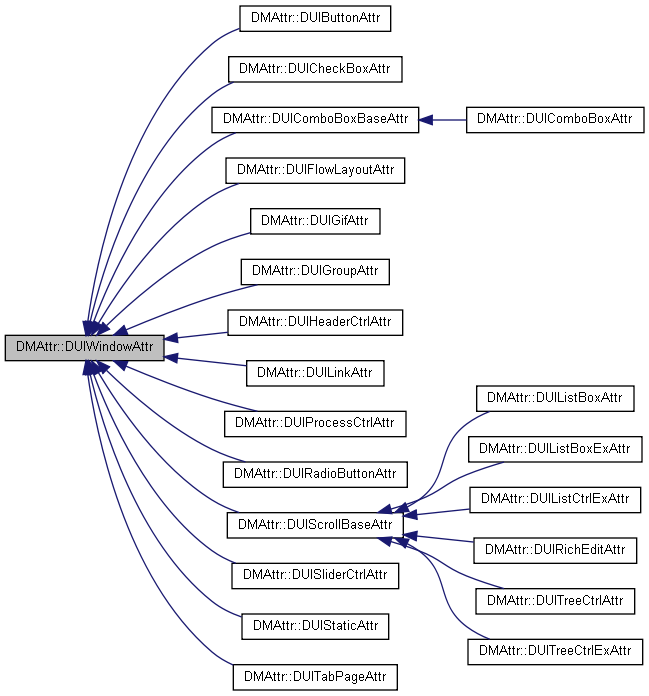 DMAttr::DUIButtonAttr
DMAttr::DUICheckBoxAttr
DMAttr::DUIComboBoxBaseAttr
DMAttr::DUIComboBoxAttr
DMAttr::DUIFlowLayoutAttr
DMAttr::DUIGifAttr
DMAttr::DUIGroupAttr
DMAttr::DUIHeaderCtrlAttr
DMAttr::DUIWindowAttr
DMAttr::DUILinkAttr
DMAttr::DUIProcessCtrlAttr
DMAttr::DUIRadioButtonAttr
DMAttr::DUIScrollBaseAttr
DMAttr::DUIListBoxAttr
DMAttr::DUIListBoxExAttr
DMAttr::DUIListCtrlExAttr
DMAttr::DUIRichEditAttr
DMAttr::DUITreeCtrlAttr
DMAttr::DUITreeCtrlExAttr
DMAttr::DUISliderCtrlAttr
DMAttr::DUIStaticAttr
DMAttr::DUITabPageAttr